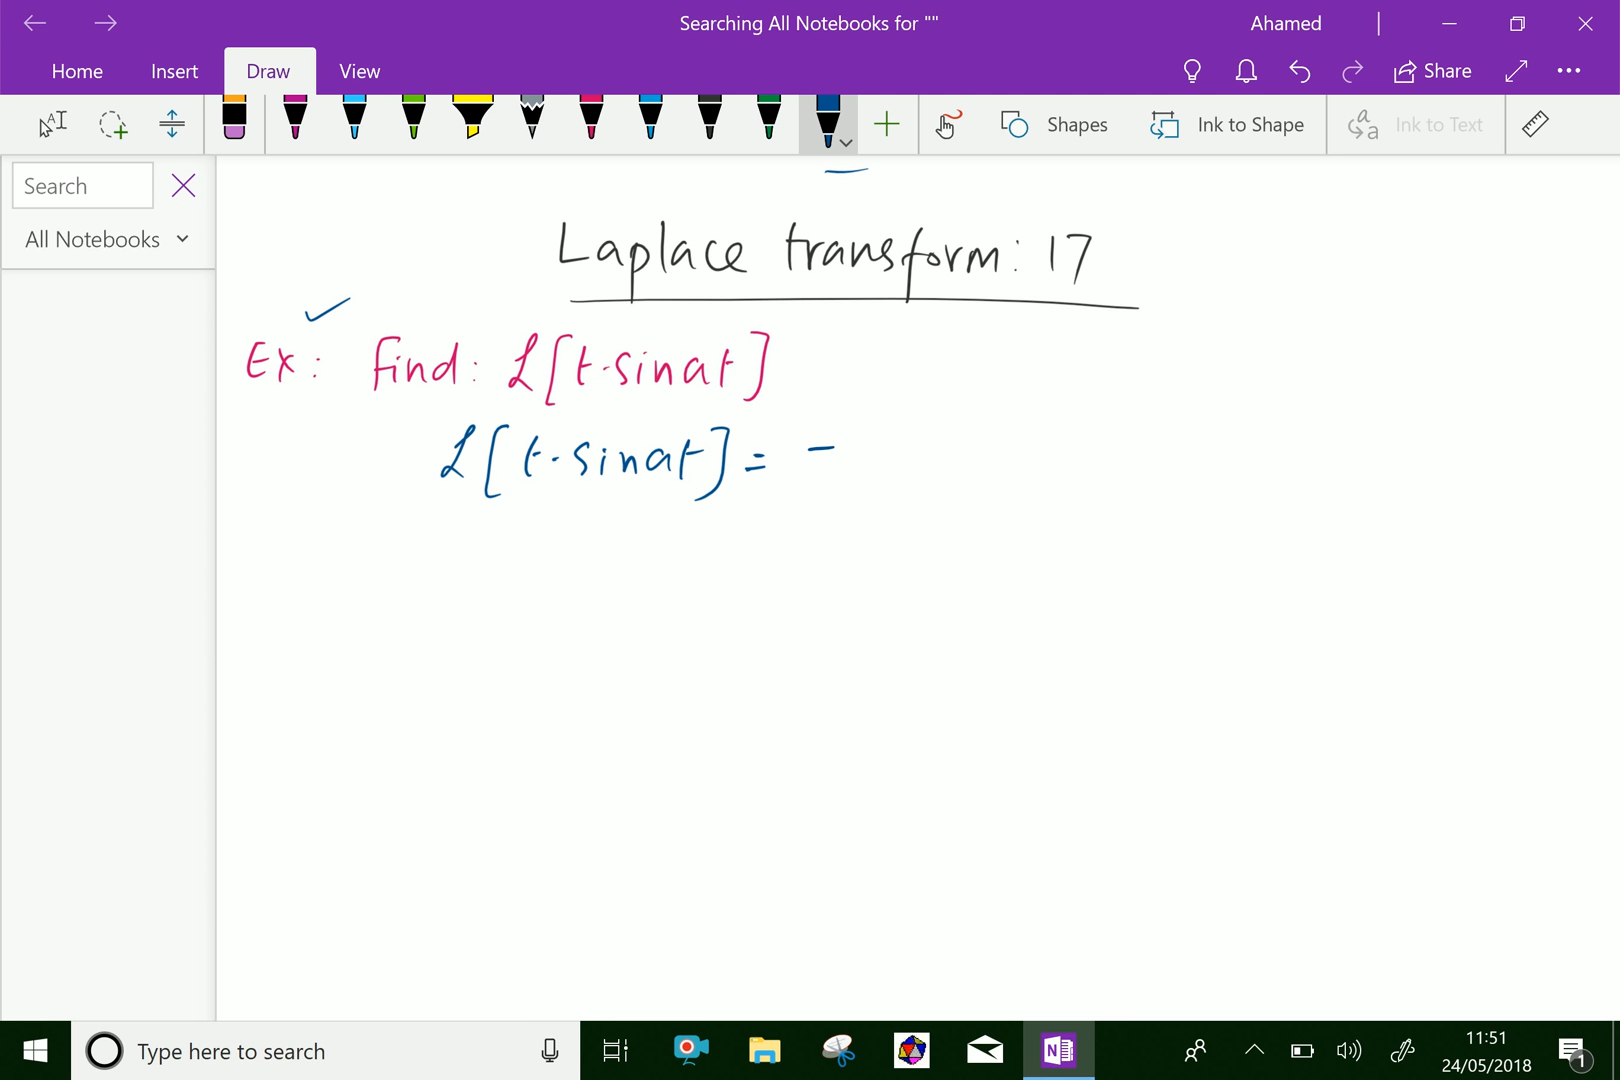 Searching All Notebooks for ""
Ahamed
Home Insert Draw View
Share
Shapes Ink to Shape Ink to Text
Search
All Notebooks
Laplace transform: 17
Ex: Find: ℒ[t·sinat]
ℒ[t·sinat] = −
Type here to search
11:51
24/05/2018
1